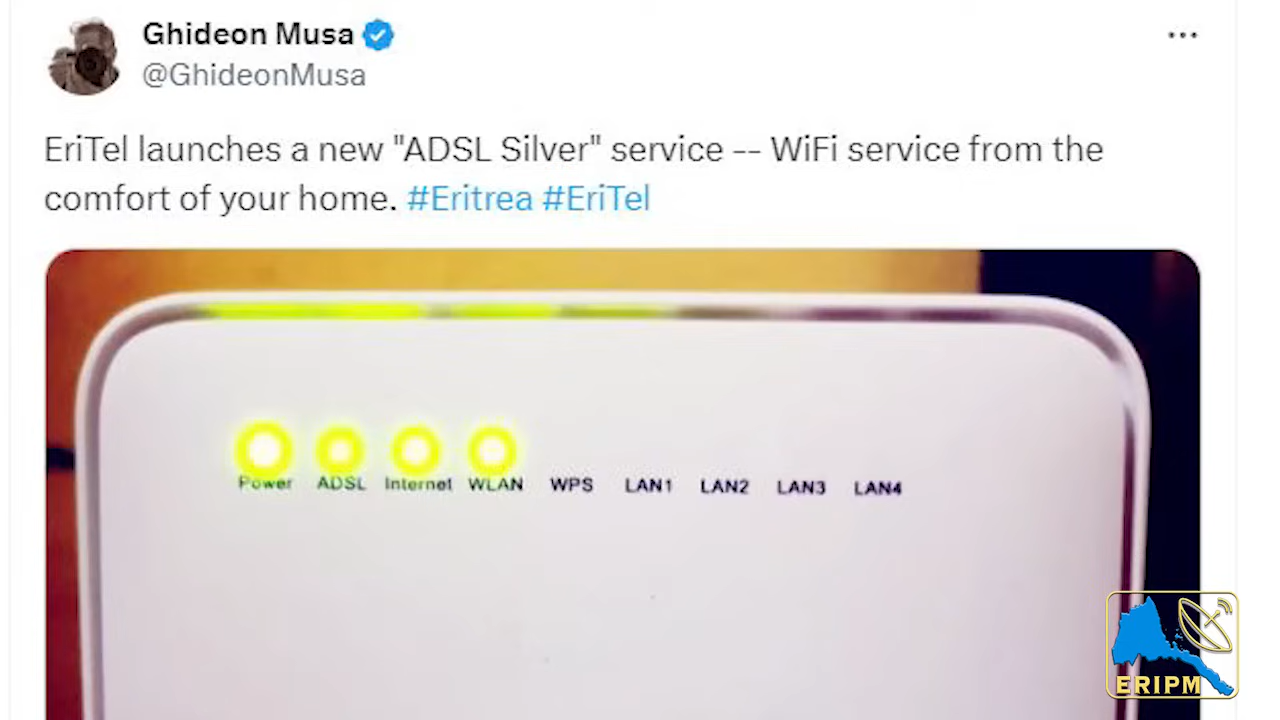 Ghideon Musa
@GhideonMusa
EriTel launches a new "ADSL Silver" service -- WiFi service from the
comfort of your home. #Eritrea #EriTel
Power ADSL Internet WLAN WPS LAN1 LAN2 LAN3 LAN4
ERIPM